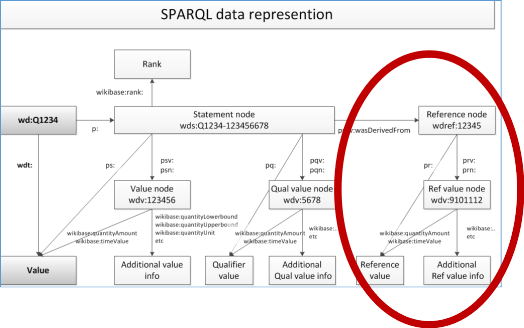 SPARQL data represention
Rank
wikibase:rank:
wd:Q1234
p:
Statement node
wds:Q1234-123456678
prov:wasDerivedFrom
Reference node
wdref:12345
wdt:
ps:
psv:
psn:
pq:
pqv:
pqn:
pr:
prv:
prn:
Value node
wdv:123456
Qual value node
wdv:5678
Ref value node
wdv:9101112
wikibase:quantityAmount
wikibase:timeValue
wikibase:quantityLowerbound
wikibase:quantityUpperbound
wikibase:quantityUnit
etc
wikibase:quantityAmount
wikibase:timeValue
wikibase:..
etc
wikibase:quantityAmount
wikibase:timeValue
wikibase:..
etc
Value
Additional value
info
Qualifier
value
Additional
Qual value info
Reference
value
Additional
Ref value info